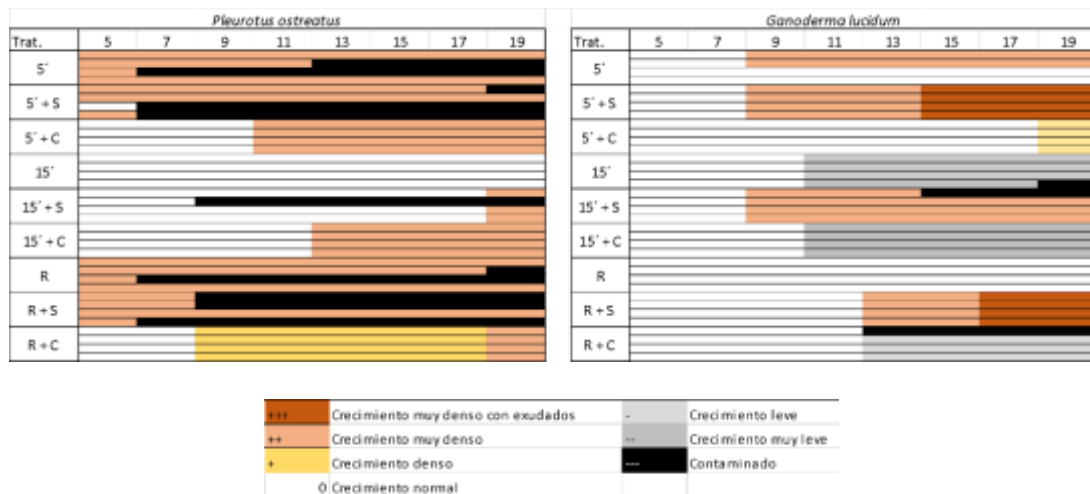 Pleurotus ostreatus
Trat. 5 7 9 11 13 15 17 19
5´
5´ + S
5´ + C
15´
15´ + S
15´ + C
R
R + S
R + C
Ganoderma lucidum
Trat. 5 7 9 11 13 15 17 19
5´
5´ + S
5´ + C
15´
15´ + S
15´ + C
R
R + S
R + C
+++ Crecimiento muy denso con exudados - Crecimiento leve
++ Crecimiento muy denso -- Crecimiento muy leve
+ Crecimiento denso --- Contaminado
0 Crecimiento normal